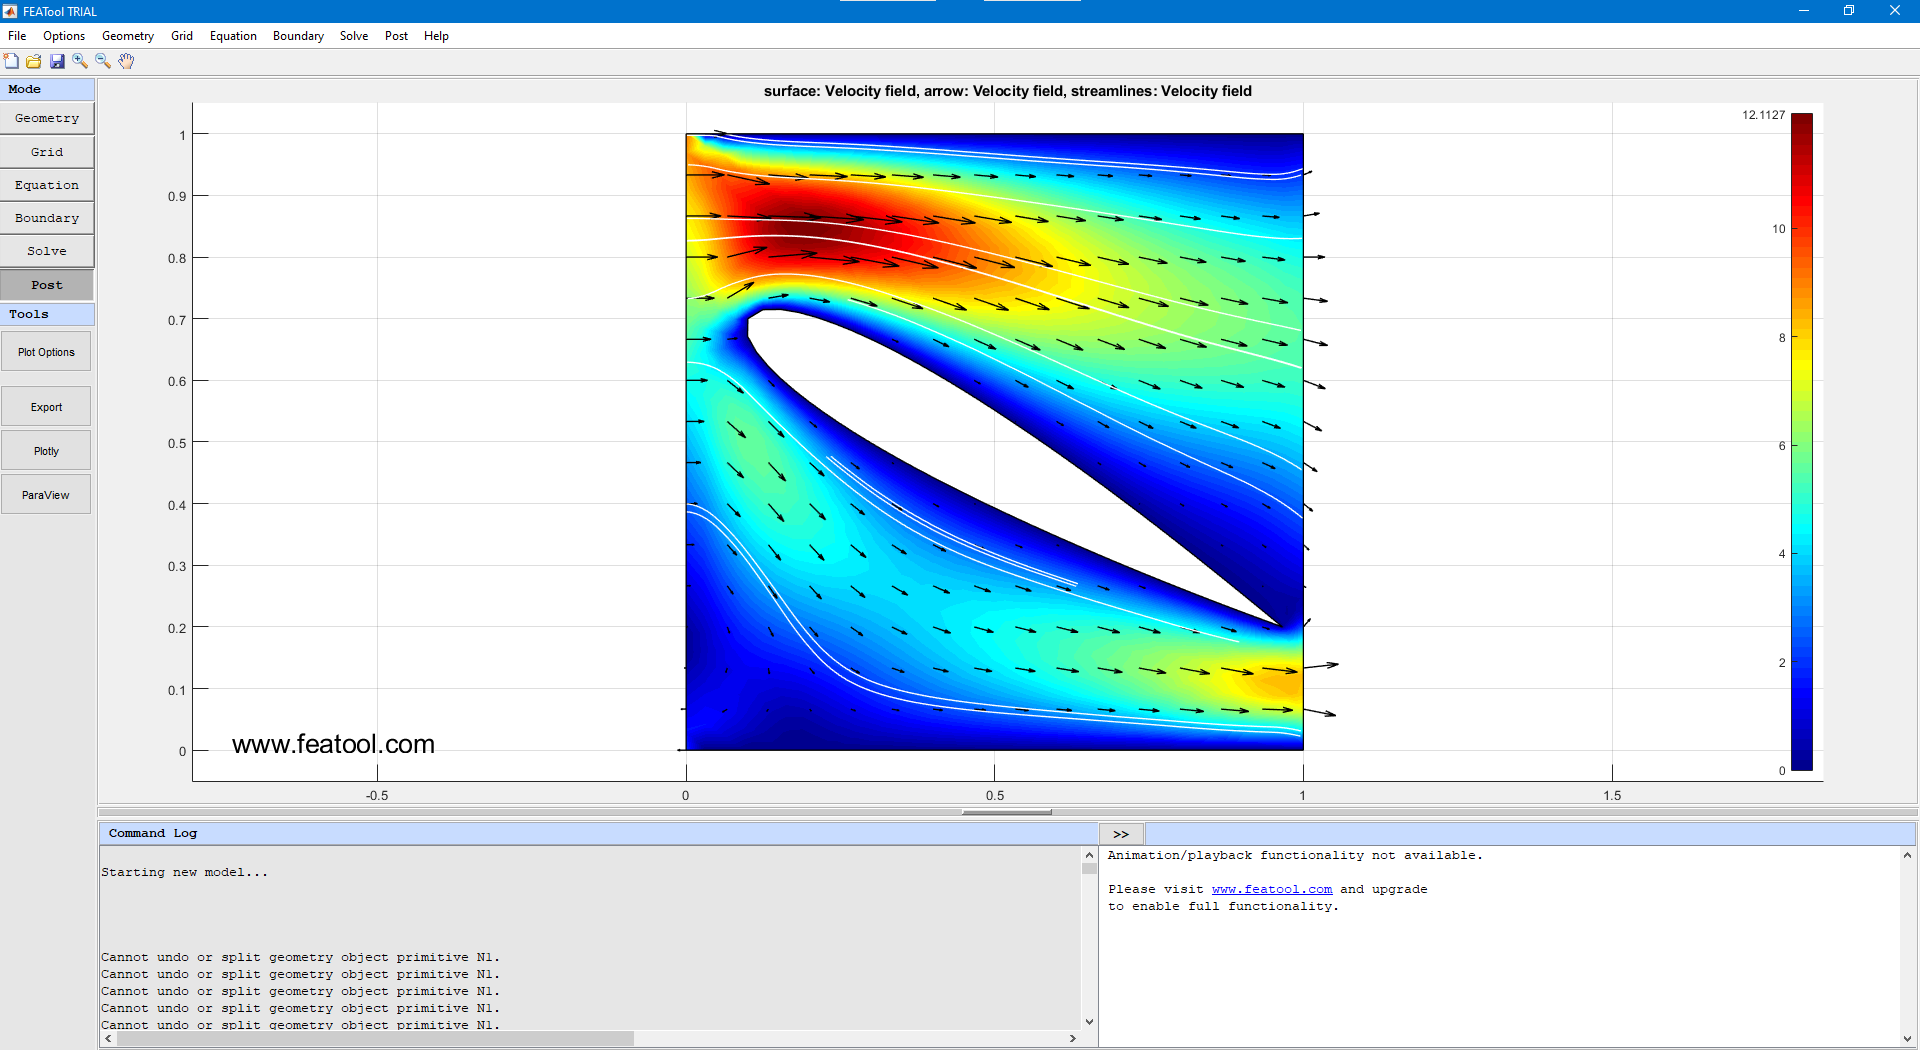 FEATool TRIAL
File Options Geometry Grid Equation Boundary Solve Post Help
Mode
Geometry
Grid
Equation
Boundary
Solve
Post
Tools
Plot Options
Export
Plotly
ParaView
surface: Velocity field, arrow: Velocity field, streamlines: Velocity field
1
0.9
0.8
0.7
0.6
0.5
0.4
0.3
0.2
0.1
0
-0.5 0 0.5 1 1.5
www.featool.com
12.1127
10
8
6
4
2
0
Command Log
Starting new model...
Cannot undo or split geometry object primitive N1.
Cannot undo or split geometry object primitive N1.
Cannot undo or split geometry object primitive N1.
Cannot undo or split geometry object primitive N1.
Cannot undo or split geometry object primitive N1.
>>
Animation/playback functionality not available.
Please visit www.featool.com and upgrade
to enable full functionality.